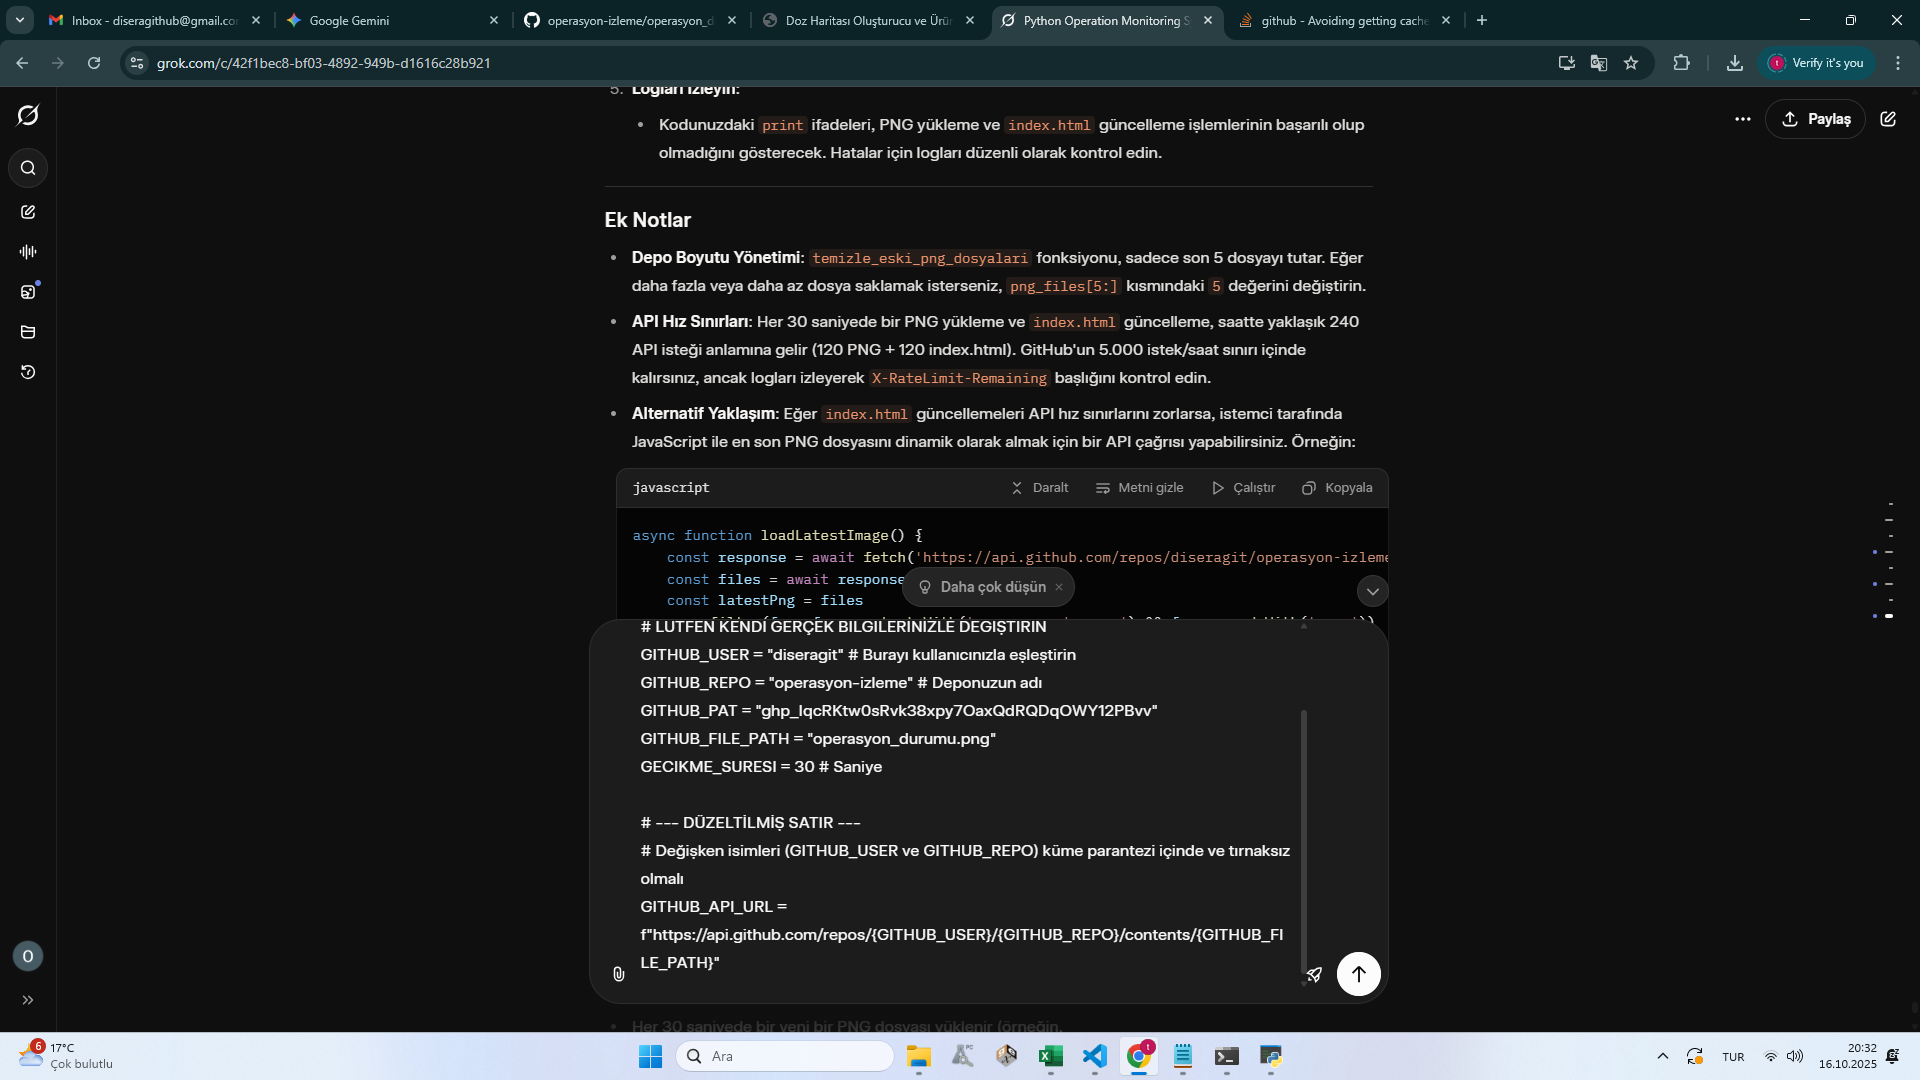 Inbox - diseragithub@gmail.co
Google Gemini
operasyon-izleme/operasyon_d
Doz Haritası Oluşturucu ve Ürün
Python Operation Monitoring S
github - Avoiding getting cache
grok.com/c/42f1bec8-bf03-4892-949b-d1616c28b921
Verify it's you
Paylaş
5. Logları İzleyin:
Kodunuzdaki print ifadeleri, PNG yükleme ve index.html güncelleme işlemlerinin başarılı olup
olmadığını gösterecek. Hatalar için logları düzenli olarak kontrol edin.
Ek Notlar
Depo Boyutu Yönetimi: temizle_eski_png_dosyalari fonksiyonu, sadece son 5 dosyayı tutar. Eğer
daha fazla veya daha az dosya saklamak isterseniz, png_files[5:] kısmındaki 5 değerini değiştirin.
API Hız Sınırları: Her 30 saniyede bir PNG yükleme ve index.html güncelleme, saatte yaklaşık 240
API isteği anlamına gelir (120 PNG + 120 index.html). GitHub'un 5.000 istek/saat sınırı içinde
kalırsınız, ancak logları izleyerek X-RateLimit-Remaining başlığını kontrol edin.
Alternatif Yaklaşım: Eğer index.html güncellemeleri API hız sınırlarını zorlarsa, istemci tarafında
JavaScript ile en son PNG dosyasını dinamik olarak almak için bir API çağrısı yapabilirsiniz. Örneğin:
javascript
Daralt
Metni gizle
Çalıştır
Kopyala
async function loadLatestImage() {
const response = await fetch('https://api.github.com/repos/diseragit/operasyon-izleme
const files = await response
const latestPng = files
Daha çok düşün
# LÜTFEN KENDİ GERÇEK BİLGİLERİNİZLE DEĞİŞTİRİN
GITHUB_USER = "diseragit" # Burayı kullanıcınızla eşleştirin
GITHUB_REPO = "operasyon-izleme" # Deponuzun adı
GITHUB_PAT = "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"
GITHUB_FILE_PATH = "operasyon_durumu.png"
GECIKME_SURESI = 30 # Saniye
# --- DÜZELTİLMİŞ SATIR ---
# Değişken isimleri (GITHUB_USER ve GITHUB_REPO) küme parantezi içinde ve tırnaksız
olmalı
GITHUB_API_URL =
f"https://api.github.com/repos/{GITHUB_USER}/{GITHUB_REPO}/contents/{GITHUB_FI
LE_PATH}"
Her 30 saniyede bir yeni bir PNG dosyası yüklenir (örneğin,
O
6
17°C
Çok bulutlu
Ara
TUR
20:32
16.10.2025